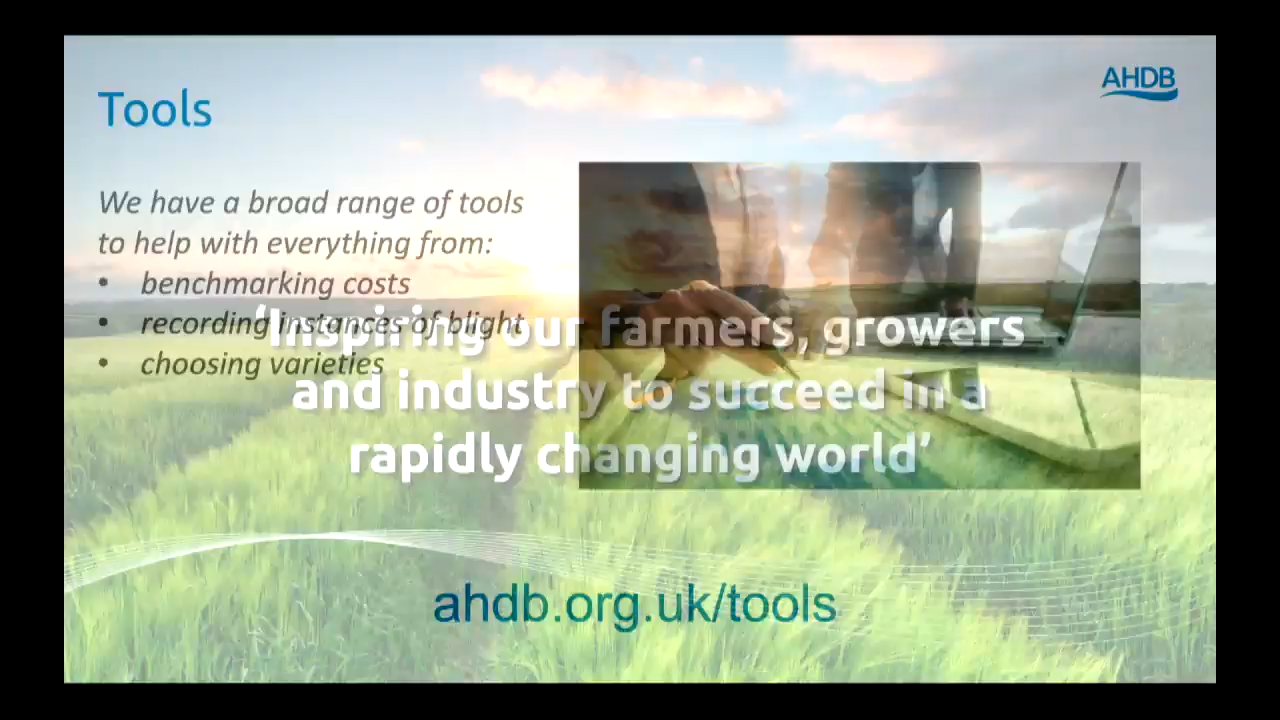 Tools
AHDB
We have a broad range of tools
to help with everything from:
• benchmarking costs
• recording instances of blight
• choosing varieties
‘Inspiring our farmers, growers
and industry to succeed in a
rapidly changing world’
ahdb.org.uk/tools